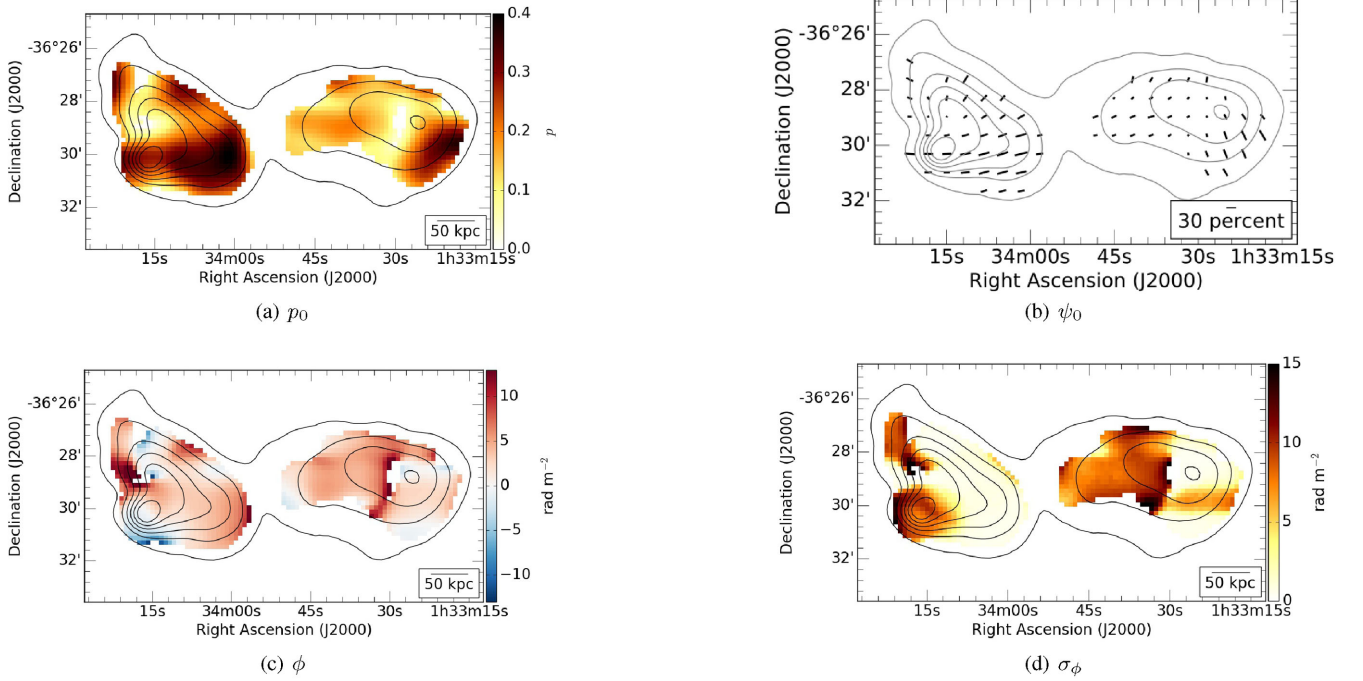 0.4
-36°26'
0.3
28'
0.2
p
30'
0.1
32'
50 kpc
0.0
15s 34m00s 45s 30s 1h33m15s
Right Ascension (J2000)
Declination (J2000)
(a) p₀
-36°26'
28'
30'
32'
30 percent
15s 34m00s 45s 30s 1h33m15s
Right Ascension (J2000)
Declination (J2000)
(b) ψ₀
-36°26'
10
28'
5
0
rad m⁻²
30'
−5
32'
50 kpc
−10
15s 34m00s 45s 30s 1h33m15s
Right Ascension (J2000)
Declination (J2000)
(c) ϕ
15
-36°26'
28'
10
rad m⁻²
30'
5
32'
50 kpc
0
15s 34m00s 45s 30s 1h33m15s
Right Ascension (J2000)
Declination (J2000)
(d) σ_ϕ